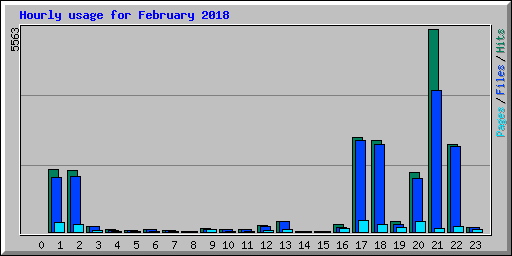 Hourly usage for February 2018
5563
Pages/Files/Hits
0 1 2 3 4 5 6 7 8 9 10 11 12 13 14 15 16 17 18 19 20 21 22 23